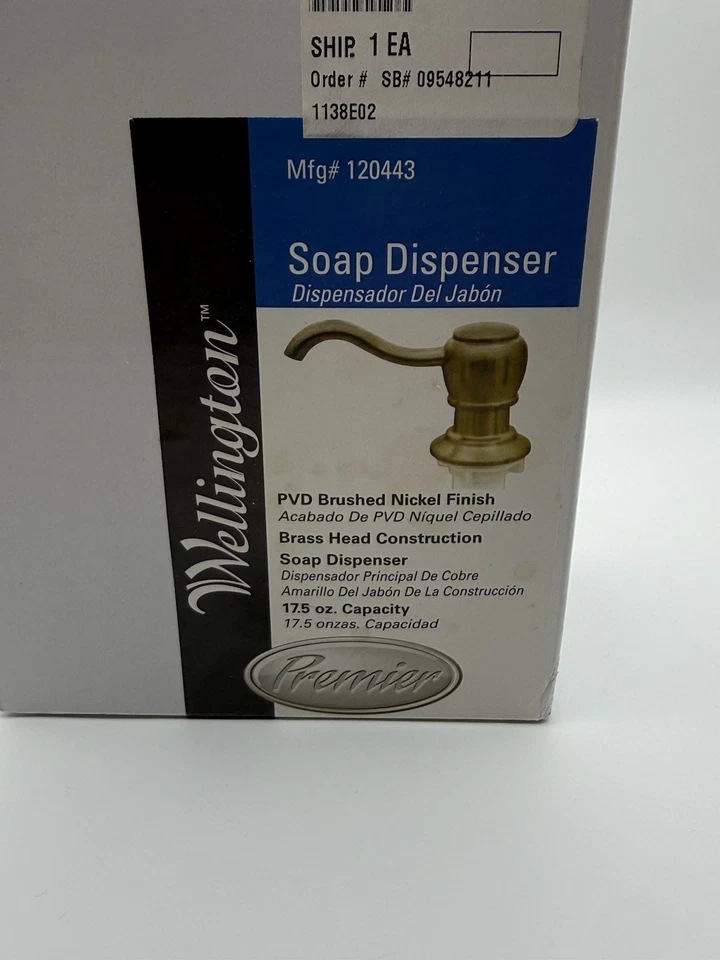 SHIP. 1 EA
Order # SB# 09548211
1138E02
Mfg# 120443
Soap Dispenser
Dispensador Del Jabón
Wellington™
PVD Brushed Nickel Finish
Acabado De PVD Níquel Cepillado
Brass Head Construction
Soap Dispenser
Dispensador Principal De Cobre
Amarillo Del Jabón De La Construcción
17.5 oz. Capacity
17.5 onzas. Capacidad
Premier